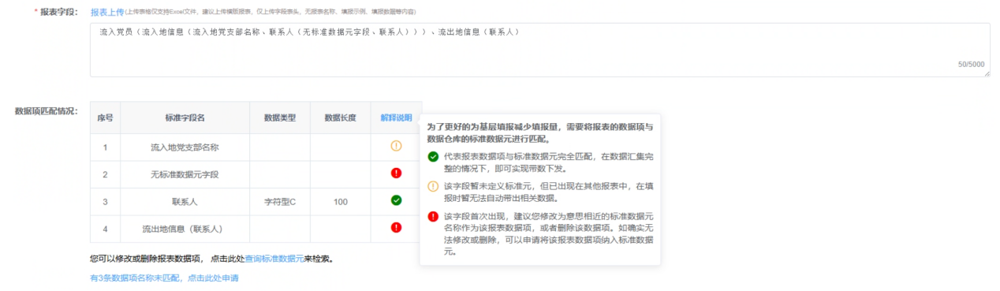 * 报表字段： 报表上传(上传表格仅支持Excel文件，建议上传横版报表，仅上传字段表头，无报表名称、填报示例、填报数据等内容)
流入党员（流入地信息（流入地党支部名称、联系人（无标准数据元字段、联系人）））、流出地信息（联系人）
50/5000
数据项匹配情况：
序号 标准字段名 数据类型 数据长度 解释说明
1 流入地党支部名称
2 无标准数据元字段
3 联系人 字符型C 100
4 流出地信息（联系人）
为了更好的为基层填报减少填报量，需要将报表的数据项与
数据仓库的标准数据元进行匹配。
代表报表数据项与标准数据元完全匹配，在数据汇集完
整的情况下，即可实现带数下发。
该字段暂未定义标准元，但已出现在其他报表中，在填
报时暂无法自动带出相关数据。
该字段首次出现，建议您修改为意思相近的标准数据元
名称作为该报表数据项，或者删除该数据项。如确实无
法修改或删除，可以申请将该报表数据项纳入标准数据
元。
您可以修改或删除报表数据项， 点击此处查询标准数据元来检索。
有3条数据项名称未匹配，点击此处申请